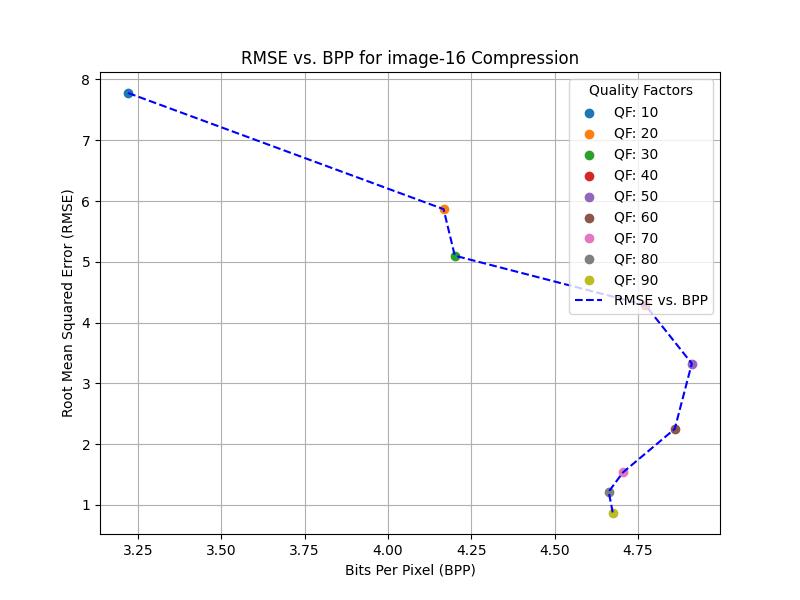 RMSE vs. BPP for image-16 Compression
Quality Factors
QF: 10
QF: 20
QF: 30
QF: 40
QF: 50
QF: 60
QF: 70
QF: 80
QF: 90
RMSE vs. BPP
Root Mean Squared Error (RMSE)
8
7
6
5
4
3
2
1
3.25 3.50 3.75 4.00 4.25 4.50 4.75
Bits Per Pixel (BPP)